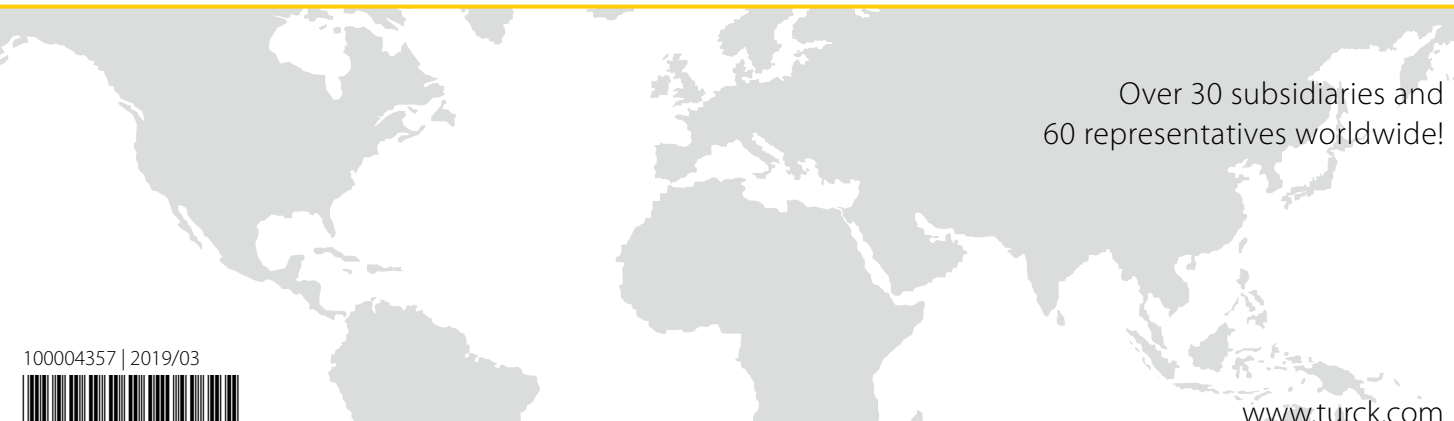 Over 30 subsidiaries and
60 representatives worldwide!
100004357 | 2019/03
www.turck.com